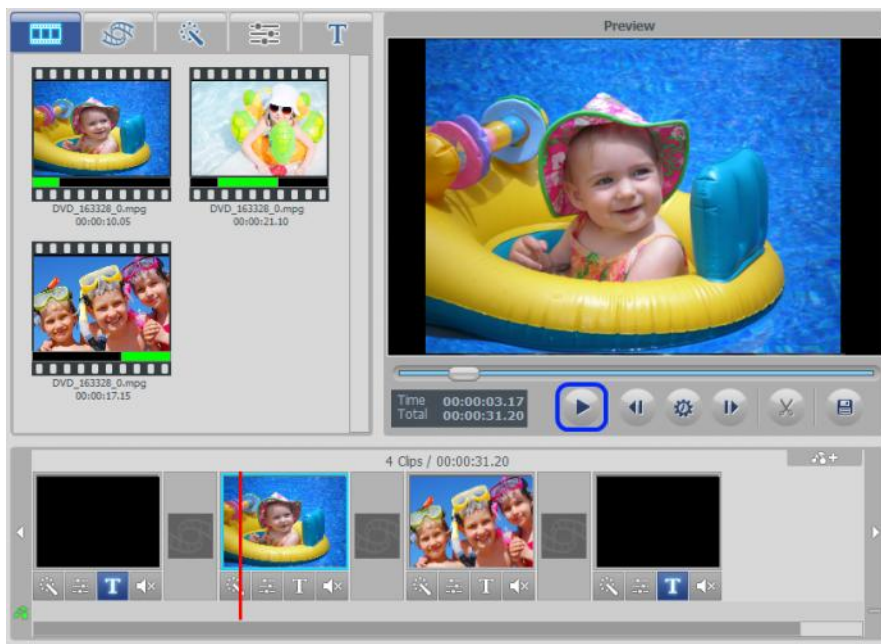 T
Preview
DVD_163328_0.mpg
00:00:10.05
DVD_163328_0.mpg
00:00:21.10
DVD_163328_0.mpg
00:00:17.15
Time 00:00:03.17
Total 00:00:31.20
4 Clips / 00:00:31.20
T T T T